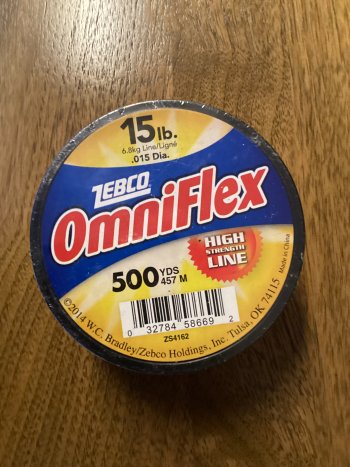 15lb.
6.8kg Line/Ligne
.015 Dia.
ZEBCO
OmniFlex
HIGH
STRENGTH
LINE
500 YDS
457 M
Made in China
0 32784 58669 2
ZS4162
©2014 W.C. Bradley/Zebco Holdings, Inc. Tulsa, OK 74115